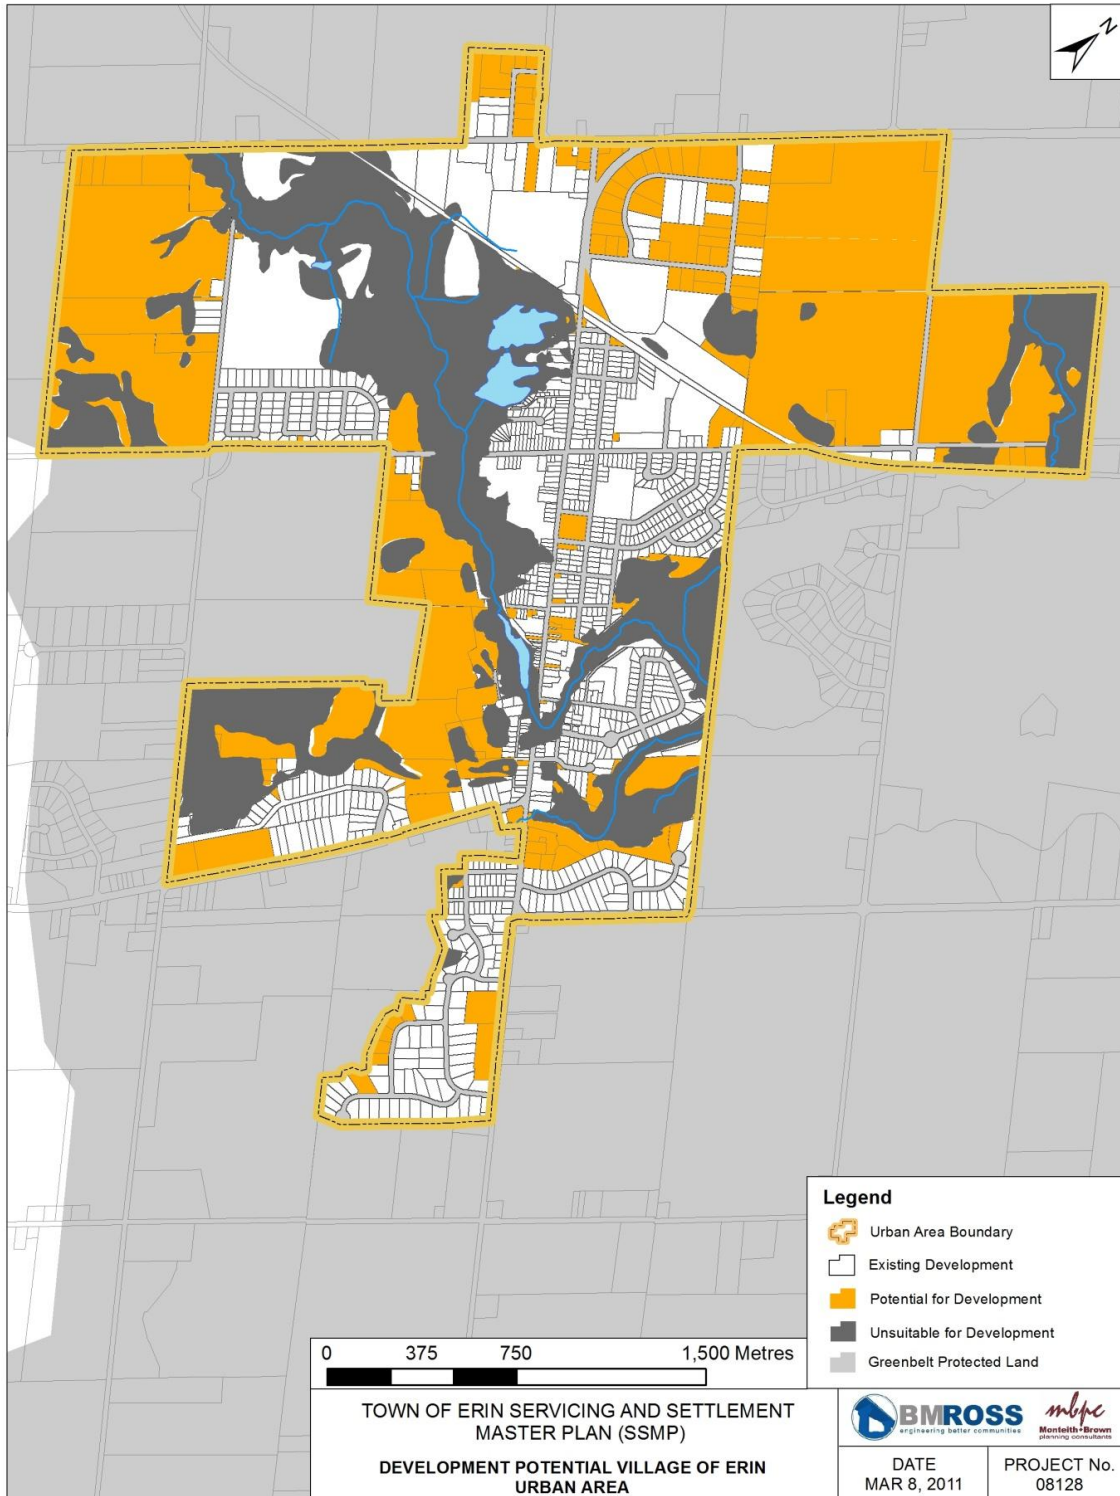 N
Legend
Urban Area Boundary
Existing Development
Potential for Development
Unsuitable for Development
Greenbelt Protected Land
0 375 750 1,500 Metres
TOWN OF ERIN SERVICING AND SETTLEMENT
MASTER PLAN (SSMP)
DEVELOPMENT POTENTIAL VILLAGE OF ERIN
URBAN AREA
BMROSS
engineering better communities
mbpc
Monteith+Brown
planning consultants
DATE
MAR 8, 2011
PROJECT No.
08128